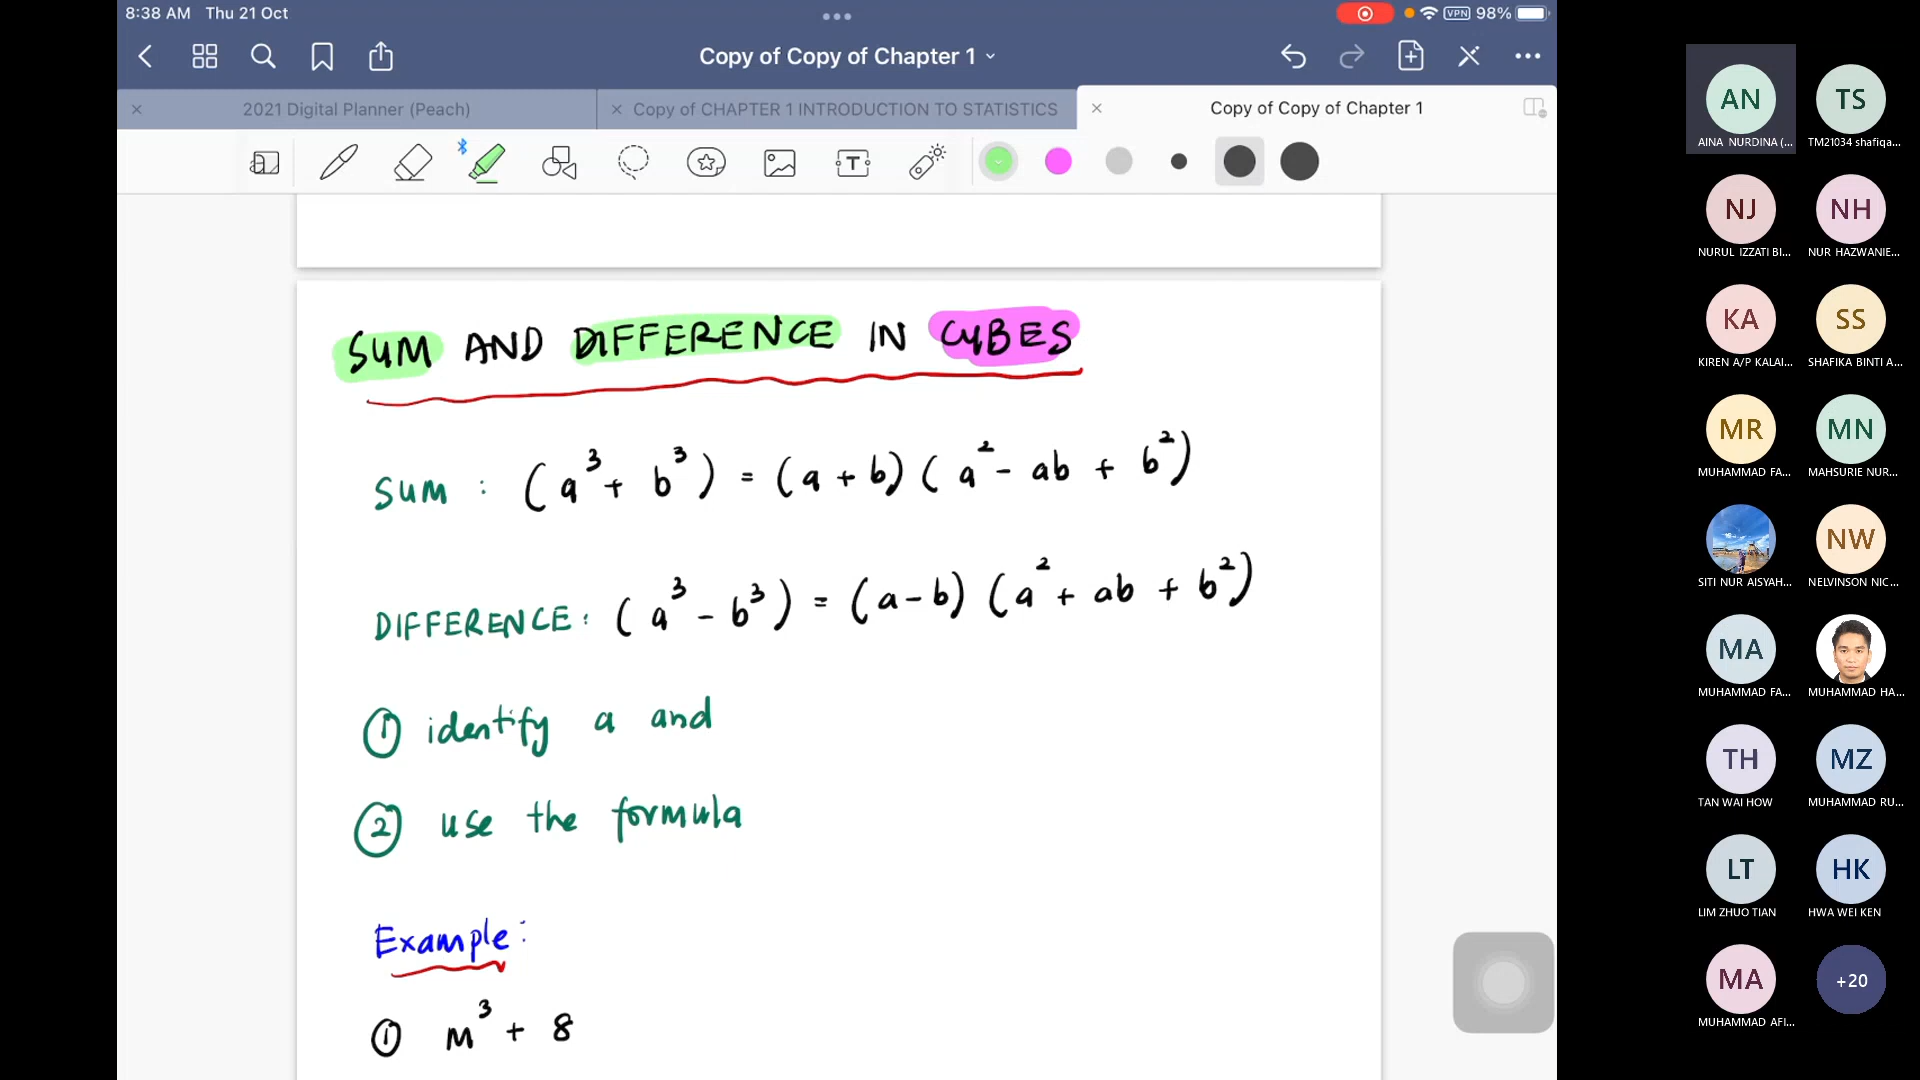 8:38 AM Thu 21 Oct
VPN 98%
Copy of Copy of Chapter 1
2021 Digital Planner (Peach)
Copy of CHAPTER 1 INTRODUCTION TO STATISTICS
Copy of Copy of Chapter 1
T
SUM AND DIFFERENCE IN CUBES
SUM : (a³ + b³) = (a + b) (a² - ab + b²)
DIFFERENCE : (a³ - b³) = (a - b) (a² + ab + b²)
① identify a and
② use the formula
Example :
① m³ + 8
AN
AINA NURDINA (...
TS
TM21034 shafiqa...
NJ
NURUL IZZATI BI...
NH
NUR HAZWANIE...
KA
KIREN A/P KALAI...
SS
SHAFIKA BINTI A...
MR
MUHAMMAD FA...
MN
MAHSURIE NUR...
SITI NUR AISYAH...
NW
NELVINSON NIC...
MA
MUHAMMAD FA...
MUHAMMAD HA...
TH
TAN WAI HOW
MZ
MUHAMMAD RU...
LT
LIM ZHUO TIAN
HK
HWA WEI KEN
MA
MUHAMMAD AFI...
+20